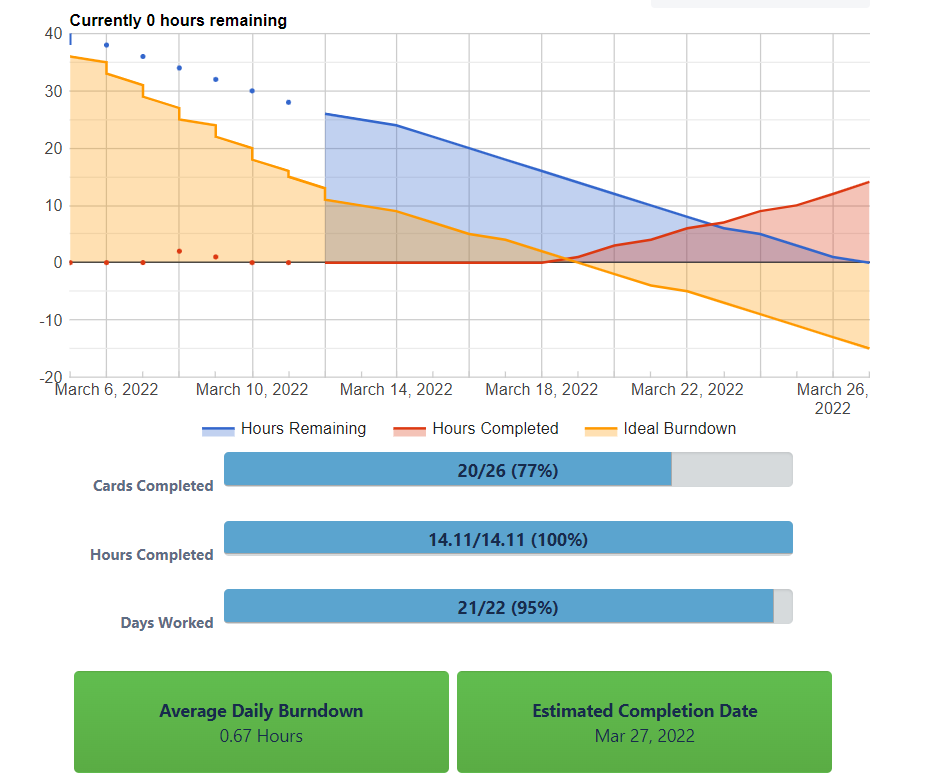 Currently 0 hours remaining
40
30
20
10
0
-10
-20
March 6, 2022 March 10, 2022 March 14, 2022 March 18, 2022 March 22, 2022 March 26,
2022
Hours Remaining Hours Completed Ideal Burndown
Cards Completed 20/26 (77%)
Hours Completed 14.11/14.11 (100%)
Days Worked 21/22 (95%)
Average Daily Burndown
0.67 Hours
Estimated Completion Date
Mar 27, 2022